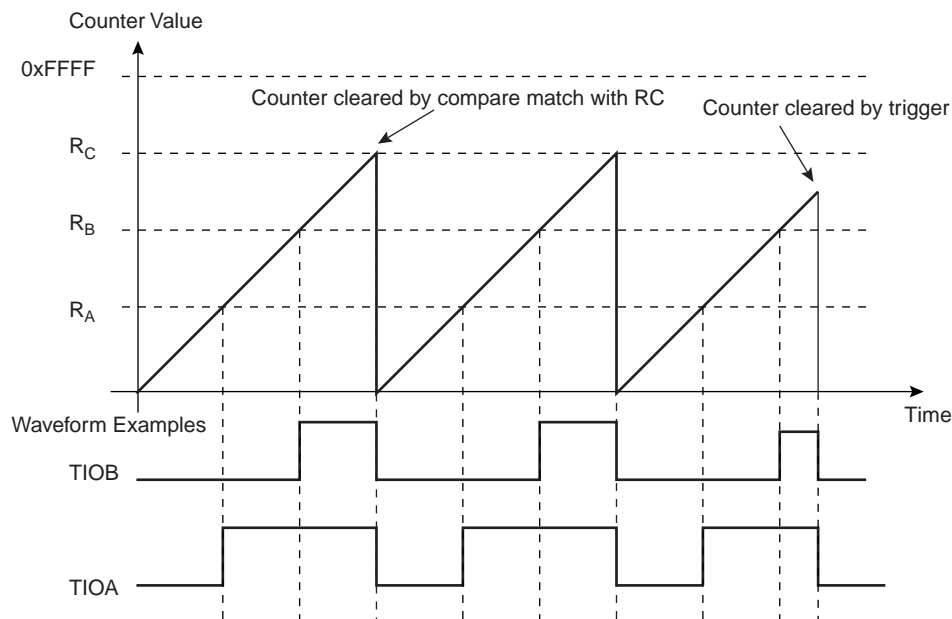 Counter Value
0xFFFF
Counter cleared by compare match with RC
Counter cleared by trigger
RC
RB
RA
Time
Waveform Examples
TIOB
TIOA